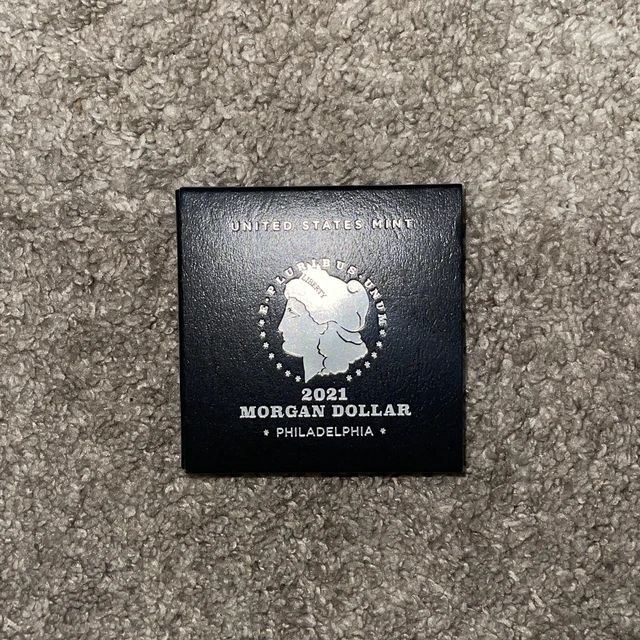 UNITED STATES MINT
E·PLURIBUS·UNUM
LIBERTY
2021
MORGAN DOLLAR
* PHILADELPHIA *